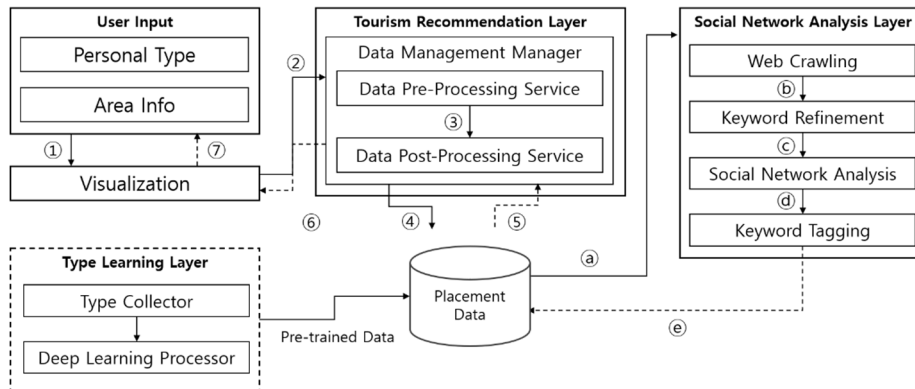 User Input
Personal Type
Area Info
①
⑦
Visualization
②
Tourism Recommendation Layer
Data Management Manager
Data Pre-Processing Service
③
Data Post-Processing Service
⑥
④
⑤
Social Network Analysis Layer
Web Crawling
ⓑ
Keyword Refinement
ⓒ
Social Network Analysis
ⓓ
Keyword Tagging
Type Learning Layer
Type Collector
Deep Learning Processor
Pre-trained Data
Placement
Data
ⓐ
ⓔ